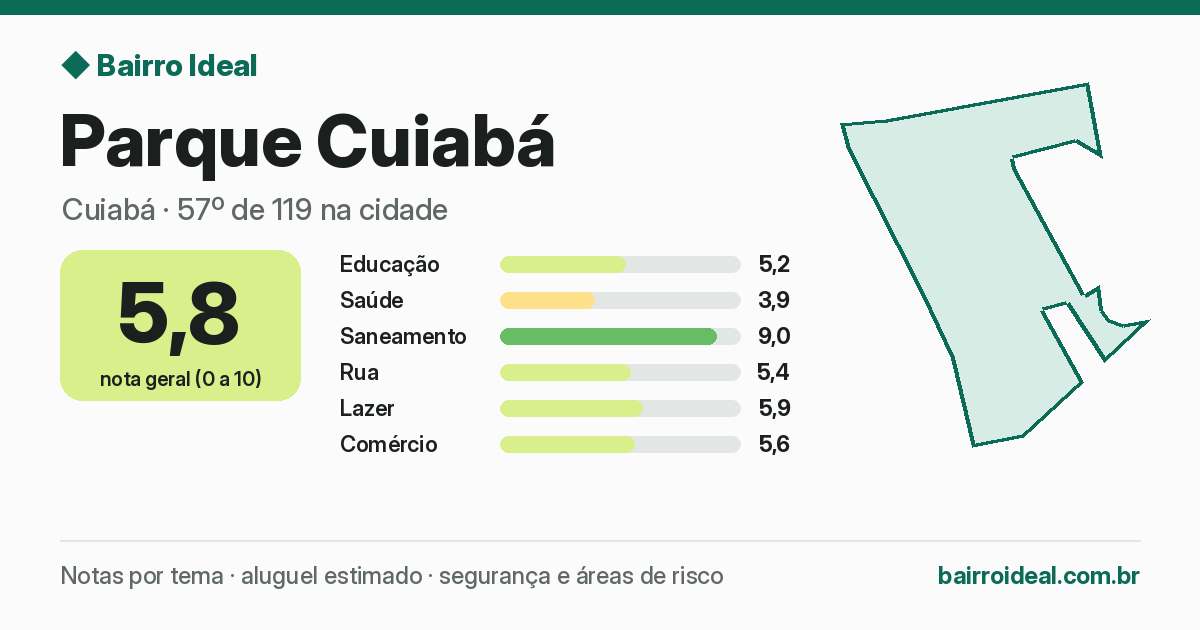 Bairro Ideal
Parque Cuiabá
Cuiabá · 57º de 119 na cidade
5,8
nota geral (0 a 10)
Educação 5,2
Saúde 3,9
Saneamento 9,0
Rua 5,4
Lazer 5,9
Comércio 5,6
Notas por tema · aluguel estimado · segurança e áreas de risco
bairroideal.com.br